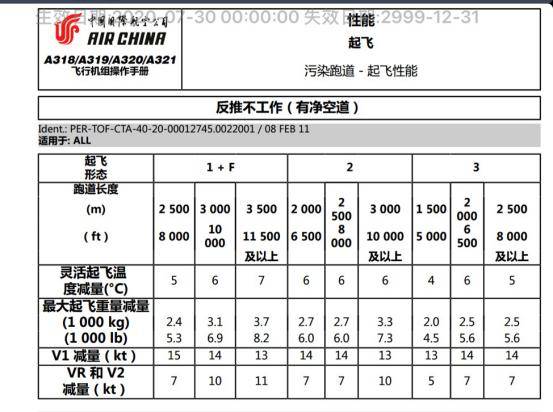 生效日期:2020-07-30 00:00:00 失效日期:2999-12-31
中国国际航空公司
AIR CHINA
A318/A319/A320/A321
飞行机组操作手册
性能
起飞
污染跑道 - 起飞性能
反推不工作（有净空道）
Ident.: PER-TOF-CTA-40-20-00012745.0022001 / 08 FEB 11
适用于: ALL
起飞
形态 1 + F 2 3
跑道长度
(m) 2 500 3 000 3 500 2 000 2 500 3 000 1 500 2 000 2 500
( ft ) 8 000 10 000 11 500 及以上 6 500 8 000 10 000 及以上 5 000 6 500 8 000 及以上
灵活起飞温
度减量(°C) 5 6 7 6 6 6 4 6 5
最大起飞重量减量
(1 000 kg) 2.4 3.1 3.7 2.7 2.7 3.3 2.0 2.5 2.5
(1 000 lb) 5.3 6.9 8.2 6.0 6.0 7.3 4.5 5.6 5.6
V1 减量 ( kt ) 15 14 13 14 14 13 13 14 14
VR 和 V2
减量 ( kt ) 7 10 11 7 7 10 5 7 7